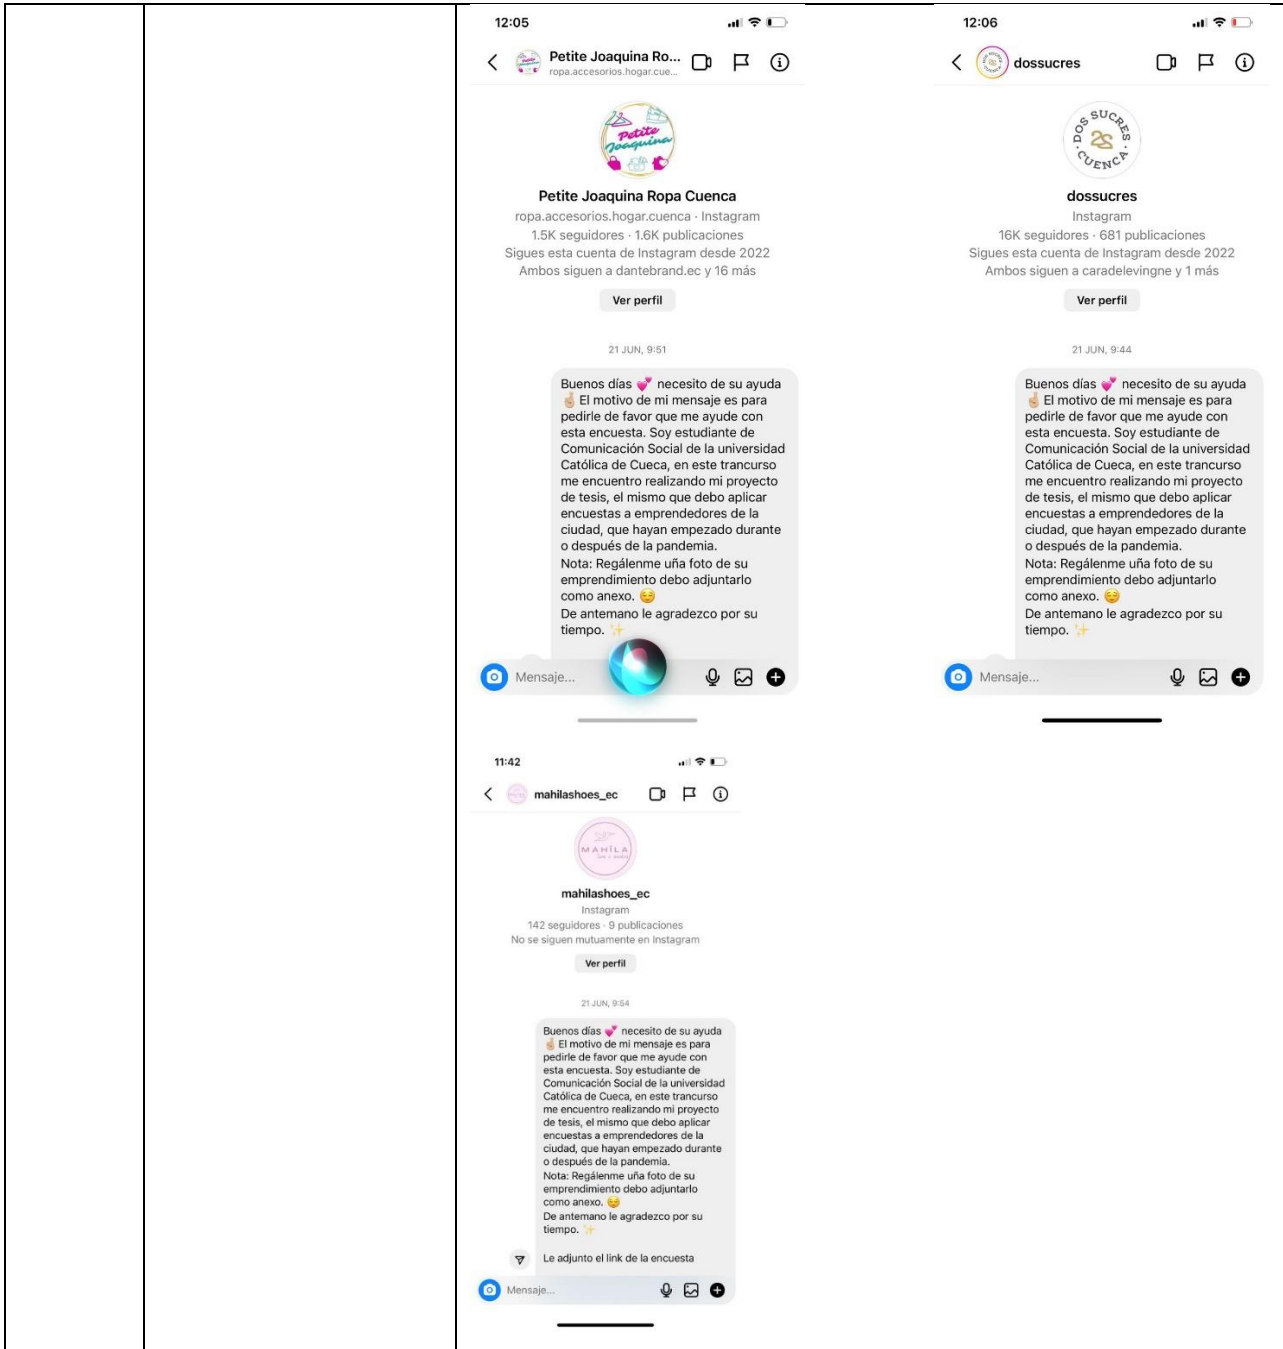 12:05
Petite Joaquina Ro...
ropa.accesorios.hogar.cue...
Petite
Joaquina
Petite Joaquina Ropa Cuenca
ropa.accesorios.hogar.cuenca · Instagram
1.5K seguidores · 1.6K publicaciones
Sigues esta cuenta de Instagram desde 2022
Ambos siguen a dantebrand.ec y 16 más
Ver perfil
21 JUN, 9:51
Buenos días 💕 necesito de su ayuda
🤞🏼 El motivo de mi mensaje es para
pedirle de favor que me ayude con
esta encuesta. Soy estudiante de
Comunicación Social de la universidad
Católica de Cueca, en este trancurso
me encuentro realizando mi proyecto
de tesis, el mismo que debo aplicar
encuestas a emprendedores de la
ciudad, que hayan empezado durante
o después de la pandemia.
Nota: Regálenme uña foto de su
emprendimiento debo adjuntarlo
como anexo. ☺️
De antemano le agradezco por su
tiempo. ✨
Mensaje...
12:06
dossucres
DOS SUCRES
2S
CUENCA
dossucres
Instagram
16K seguidores · 681 publicaciones
Sigues esta cuenta de Instagram desde 2022
Ambos siguen a caradelevingne y 1 más
Ver perfil
21 JUN, 9:44
Buenos días 💕 necesito de su ayuda
🤞🏼 El motivo de mi mensaje es para
pedirle de favor que me ayude con
esta encuesta. Soy estudiante de
Comunicación Social de la universidad
Católica de Cueca, en este trancurso
me encuentro realizando mi proyecto
de tesis, el mismo que debo aplicar
encuestas a emprendedores de la
ciudad, que hayan empezado durante
o después de la pandemia.
Nota: Regálenme uña foto de su
emprendimiento debo adjuntarlo
como anexo. ☺️
De antemano le agradezco por su
tiempo. ✨
Mensaje...
11:42
mahilashoes_ec
MAHÍLA
mahilashoes_ec
Instagram
142 seguidores · 9 publicaciones
No se siguen mutuamente en Instagram
Ver perfil
21 JUN, 9:54
Buenos días 💕 necesito de su ayuda
🤞🏼 El motivo de mi mensaje es para
pedirle de favor que me ayude con
esta encuesta. Soy estudiante de
Comunicación Social de la universidad
Católica de Cueca, en este trancurso
me encuentro realizando mi proyecto
de tesis, el mismo que debo aplicar
encuestas a emprendedores de la
ciudad, que hayan empezado durante
o después de la pandemia.
Nota: Regálenme uña foto de su
emprendimiento debo adjuntarlo
como anexo. ☺️
De antemano le agradezco por su
tiempo. ✨
Le adjunto el link de la encuesta
Mensaje...